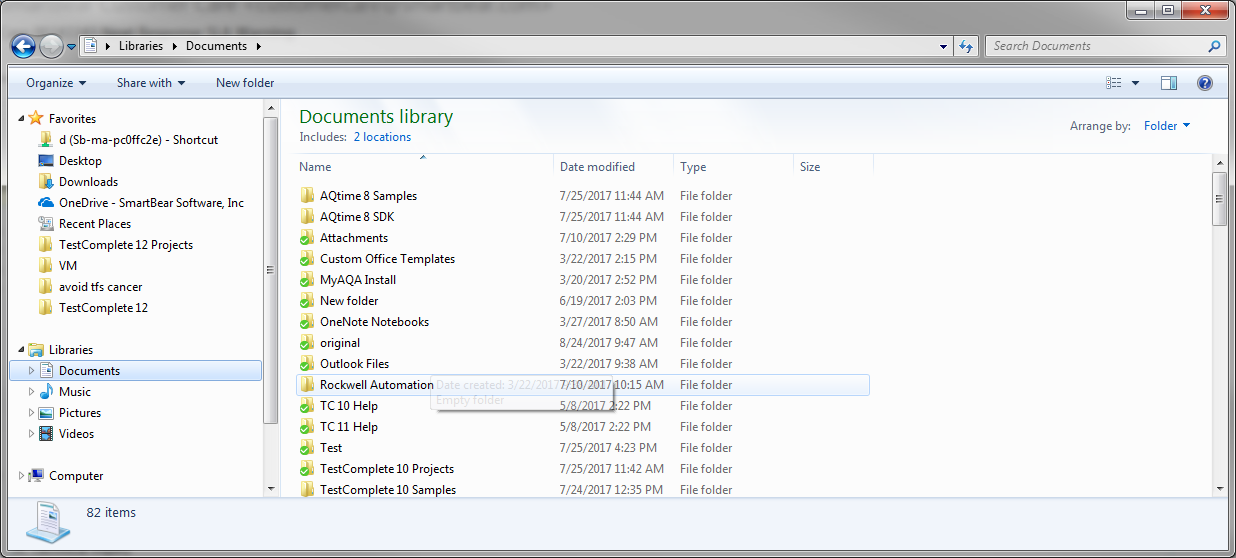 Libraries Documents
Search Documents
Organize Share with New folder
Favorites
d (Sb-ma-pc0ffc2e) - Shortcut
Desktop
Downloads
OneDrive - SmartBear Software, Inc
Recent Places
TestComplete 12 Projects
VM
avoid tfs cancer
TestComplete 12
Libraries
Documents
Music
Pictures
Videos
Computer
Documents library
Includes: 2 locations
Arrange by: Folder
Name Date modified Type Size
AQtime 8 Samples 7/25/2017 11:44 AM File folder
AQtime 8 SDK 7/25/2017 11:44 AM File folder
Attachments 7/10/2017 2:29 PM File folder
Custom Office Templates 3/22/2017 2:15 PM File folder
MyAQA Install 3/20/2017 2:52 PM File folder
New folder 6/19/2017 2:03 PM File folder
OneNote Notebooks 3/27/2017 8:50 AM File folder
original 8/24/2017 9:47 AM File folder
Outlook Files 3/22/2017 9:38 AM File folder
Rockwell Automation 7/10/2017 10:15 AM File folder
Date created: 3/22/2017
Empty folder
TC 10 Help 5/8/2017 2:22 PM File folder
TC 11 Help 5/8/2017 2:22 PM File folder
Test 7/25/2017 4:23 PM File folder
TestComplete 10 Projects 7/25/2017 11:42 AM File folder
TestComplete 10 Samples 7/24/2017 12:35 PM File folder
82 items